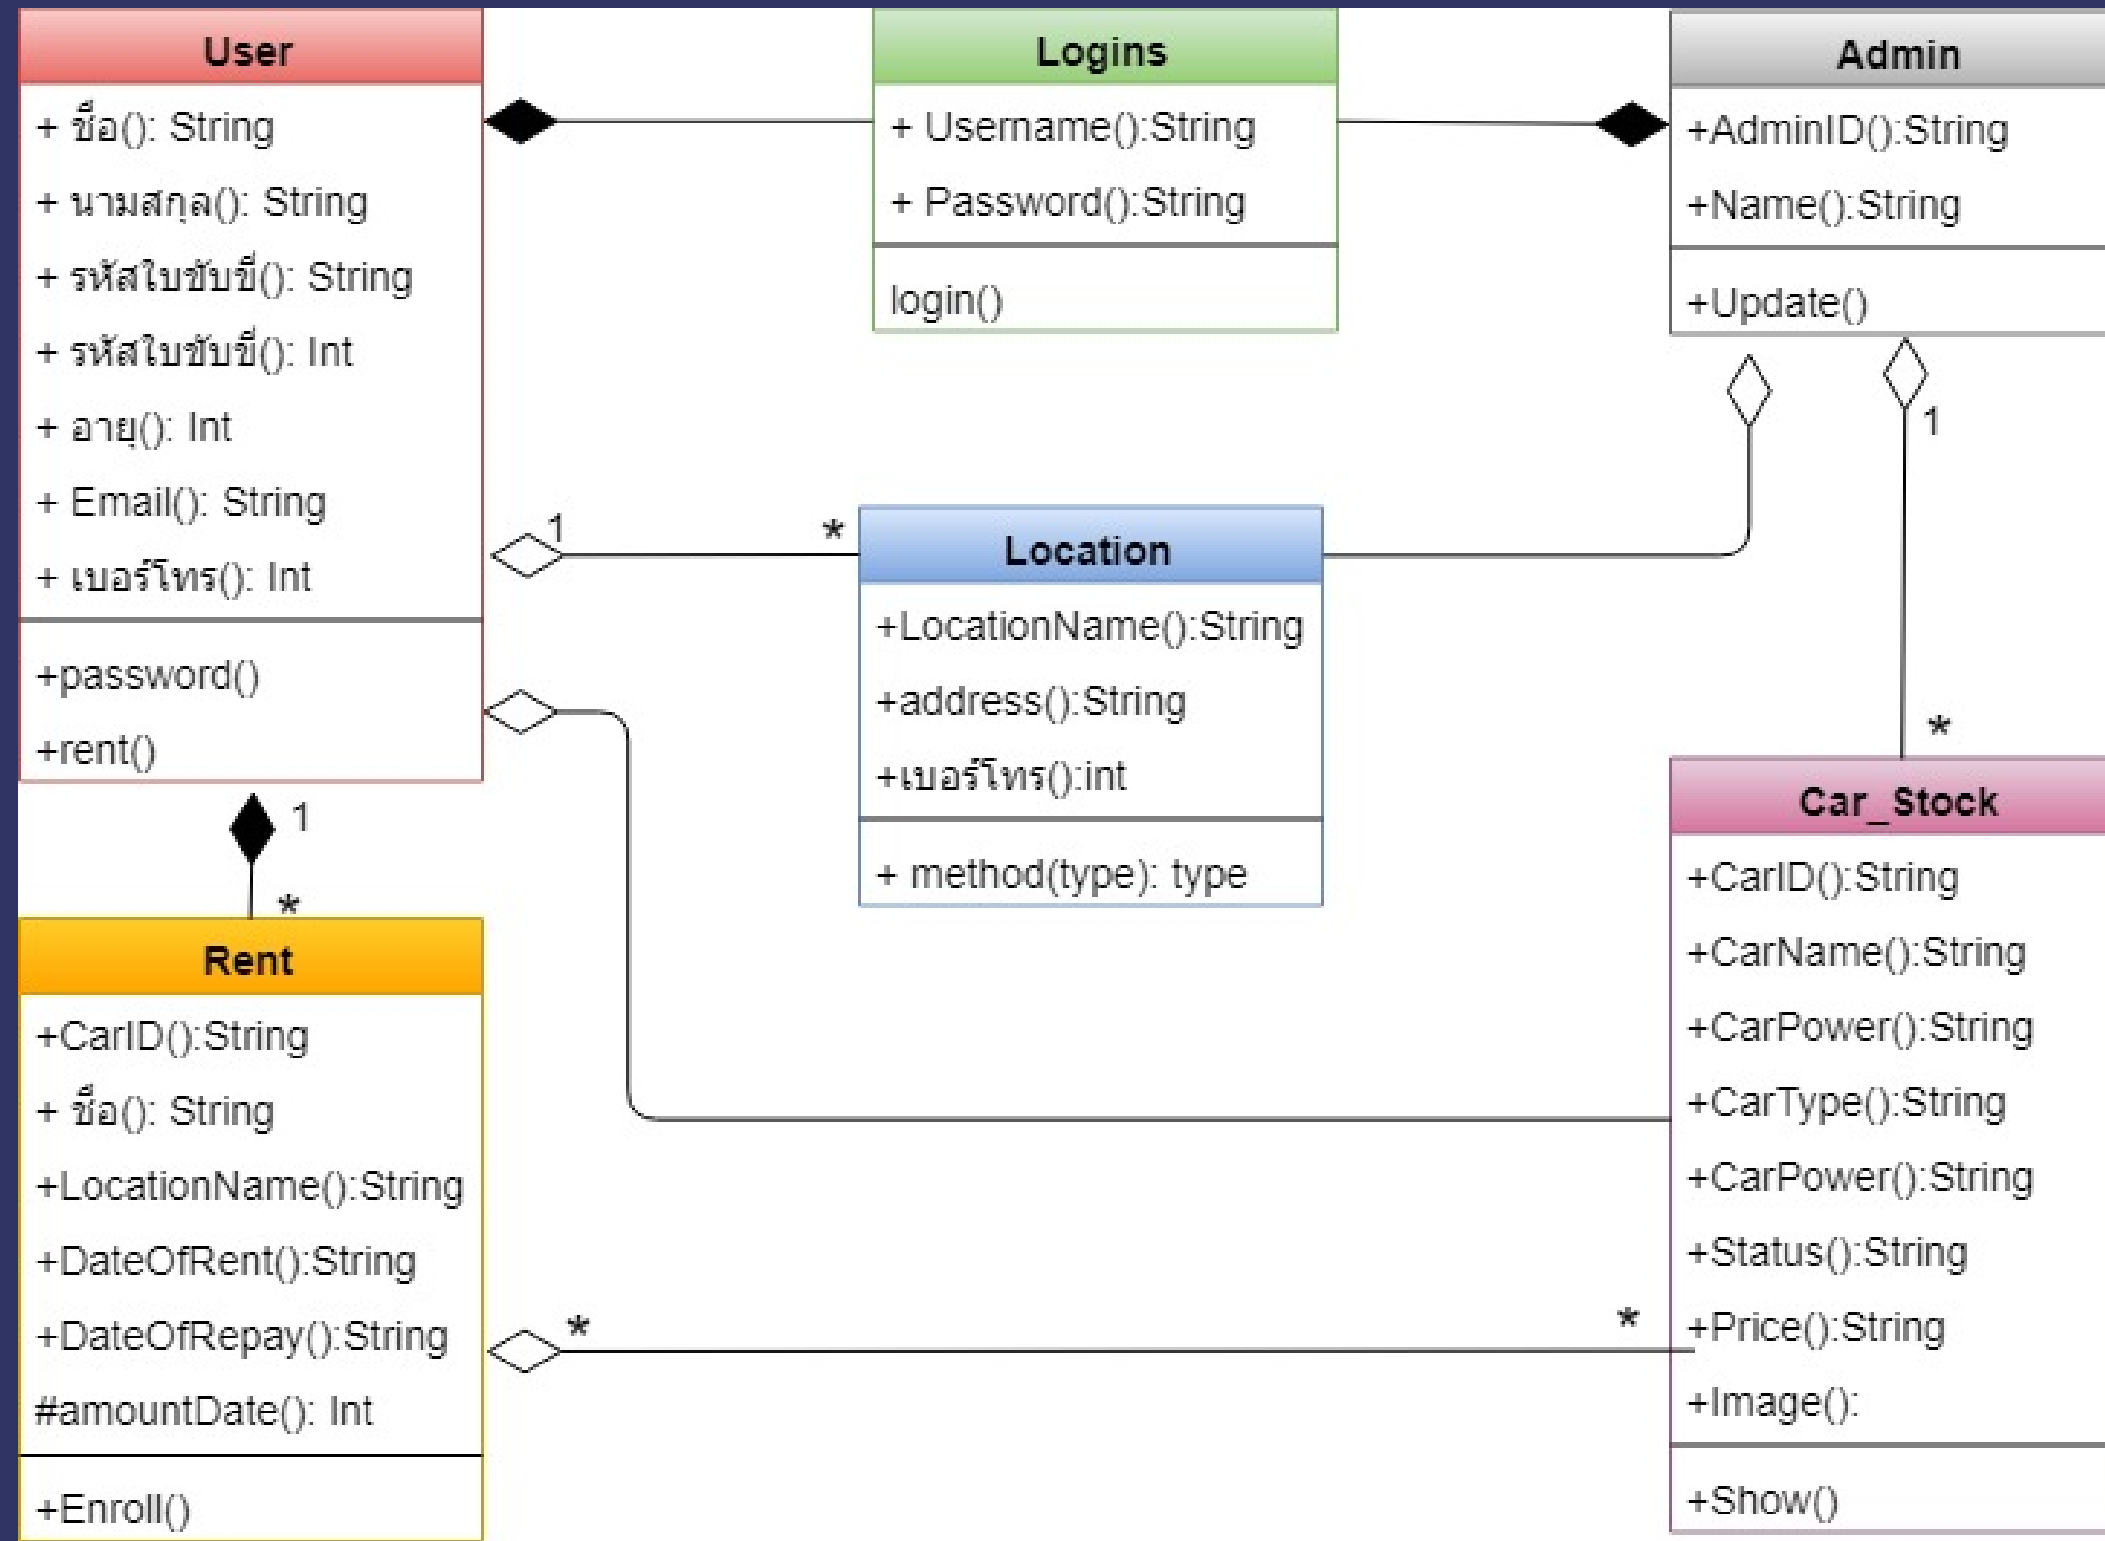 User
+ ชื่อ(): String
+ นามสกุล(): String
+ รหัสใบขับขี่(): String
+ รหัสใบขับขี่(): Int
+ อายุ(): Int
+ Email(): String
+ เบอร์โทร(): Int
+password()
+rent()
Logins
+ Username():String
+ Password():String
login()
Admin
+AdminID():String
+Name():String
+Update()
1
*
1
*
Location
+LocationName():String
+address():String
+เบอร์โทร():int
+ method(type): type
1
*
Rent
+CarID():String
+ ชื่อ(): String
+LocationName():String
+DateOfRent():String
+DateOfRepay():String
#amountDate(): Int
+Enroll()
*
*
Car_Stock
+CarID():String
+CarName():String
+CarPower():String
+CarType():String
+CarPower():String
+Status():String
+Price():String
+Image():
+Show()